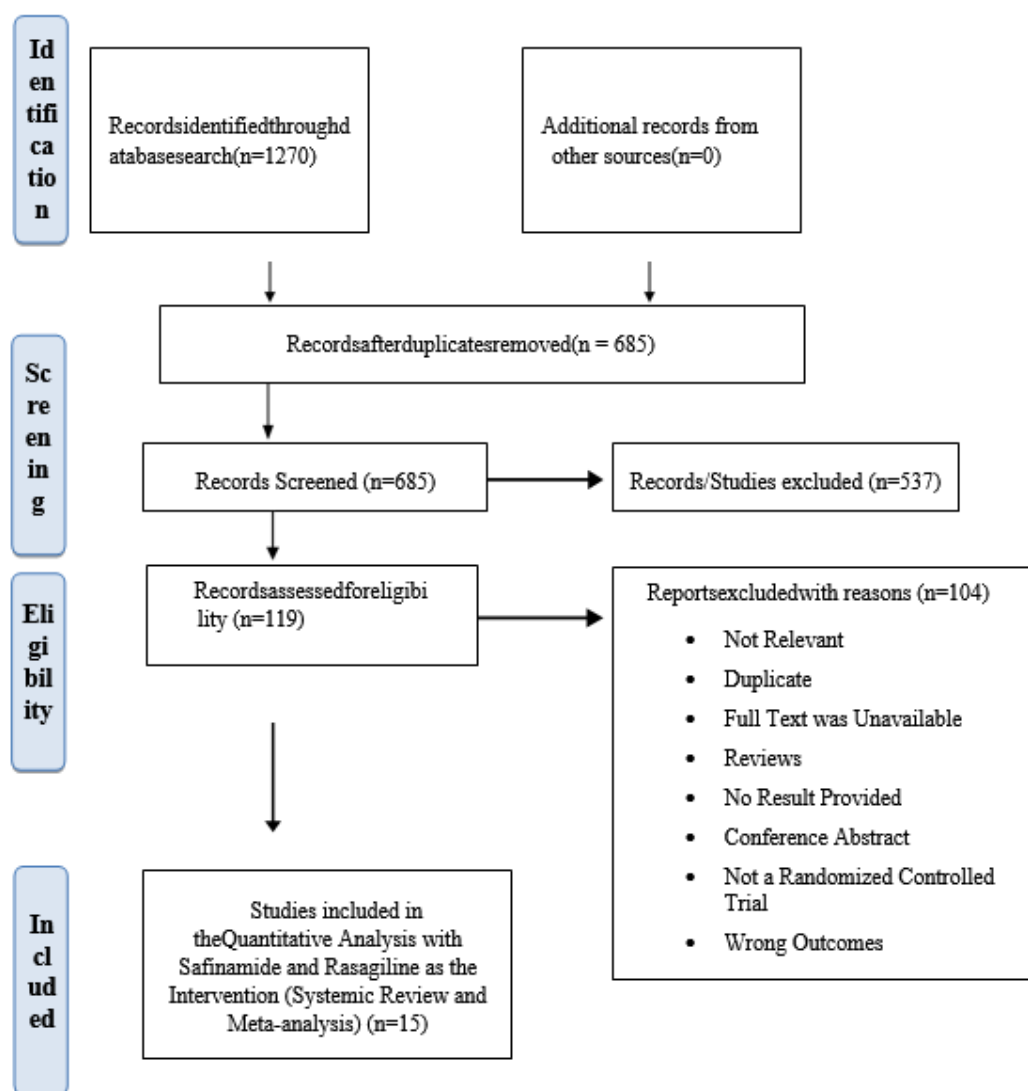 Id
en
tifi
ca
tio
n
Recordsidentifiedthroughd
atabasesearch(n=1270)
Additional records from
other sources(n=0)
Sc
re
en
in
g
Recordsafterduplicatesremoved(n = 685)
Records Screened (n=685)
Records/Studies excluded (n=537)
Eli
gi
bil
ity
Recordsassessedforeligibi
lity (n=119)
Reportsexcludedwith reasons (n=104)
• Not Relevant
• Duplicate
• Full Text was Unavailable
• Reviews
• No Result Provided
• Conference Abstract
• Not a Randomized Controlled
Trial
• Wrong Outcomes
In
cl
ud
ed
Studies included in
theQuantitative Analysis with
Safinamide and Rasagiline as the
Intervention (Systemic Review and
Meta-analysis) (n=15)